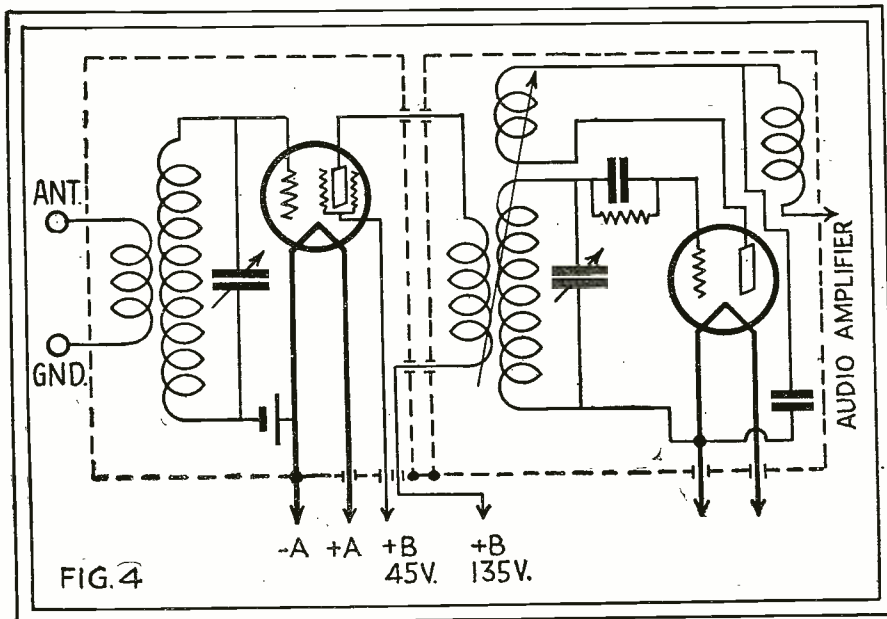 ANT.
GND.
AUDIO AMPLIFIER
-A +A +B +B
45V. 135V.
FIG. 4